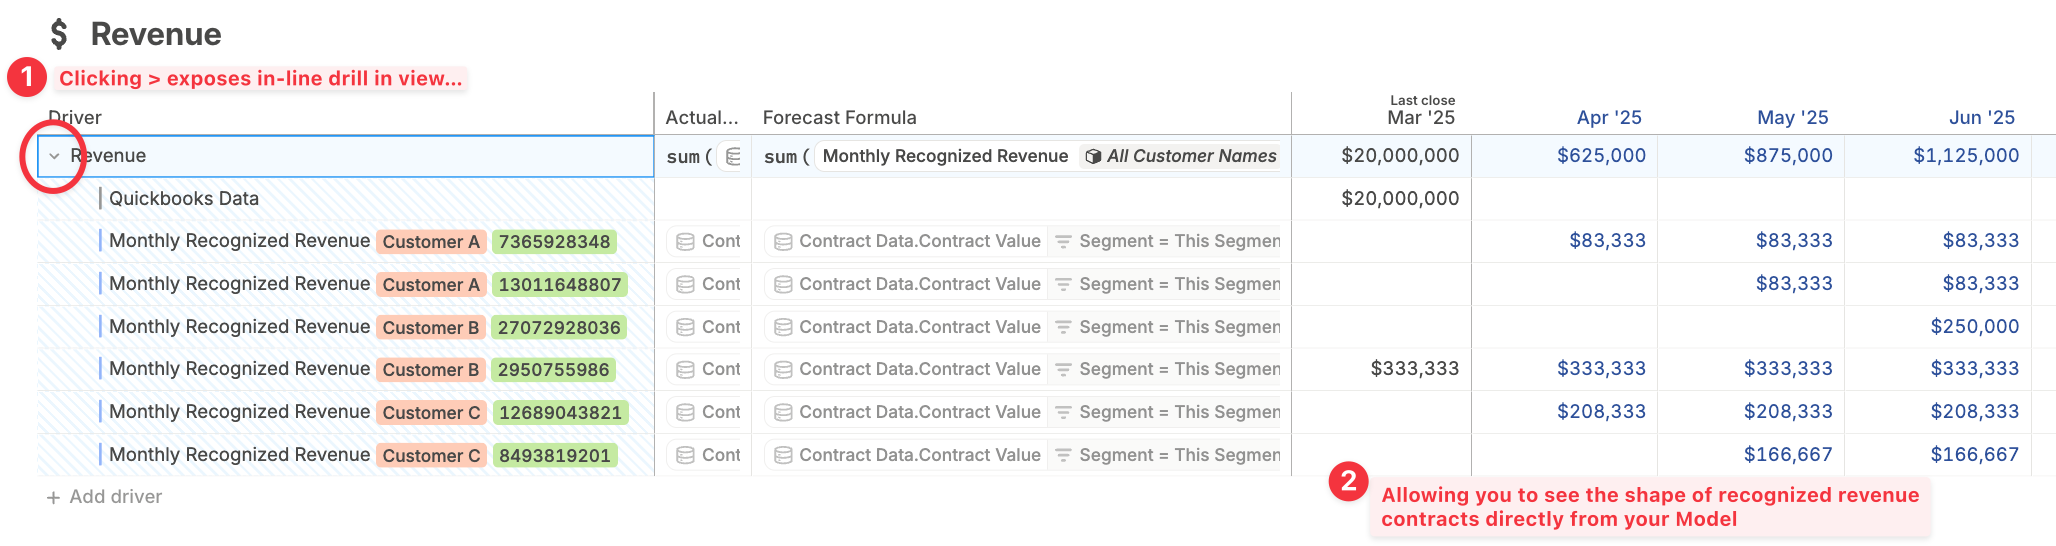 $ Revenue
1 Clicking > exposes in-line drill in view...
Driver Actual... Forecast Formula Last close Mar '25 Apr '25 May '25 Jun '25
Revenue sum( sum( Monthly Recognized Revenue All Customer Names $20,000,000 $625,000 $875,000 $1,125,000
Quickbooks Data $20,000,000
Monthly Recognized Revenue Customer A 7365928348 Cont Contract Data.Contract Value Segment = This Segmen $83,333 $83,333 $83,333
Monthly Recognized Revenue Customer A 13011648807 Cont Contract Data.Contract Value Segment = This Segmen $83,333 $83,333
Monthly Recognized Revenue Customer B 27072928036 Cont Contract Data.Contract Value Segment = This Segmen $250,000
Monthly Recognized Revenue Customer B 2950755986 Cont Contract Data.Contract Value Segment = This Segmen $333,333 $333,333 $333,333 $333,333
Monthly Recognized Revenue Customer C 12689043821 Cont Contract Data.Contract Value Segment = This Segmen $208,333 $208,333 $208,333
Monthly Recognized Revenue Customer C 8493819201 Cont Contract Data.Contract Value Segment = This Segmen $166,667 $166,667
+ Add driver
2 Allowing you to see the shape of recognized revenue
contracts directly from your Model